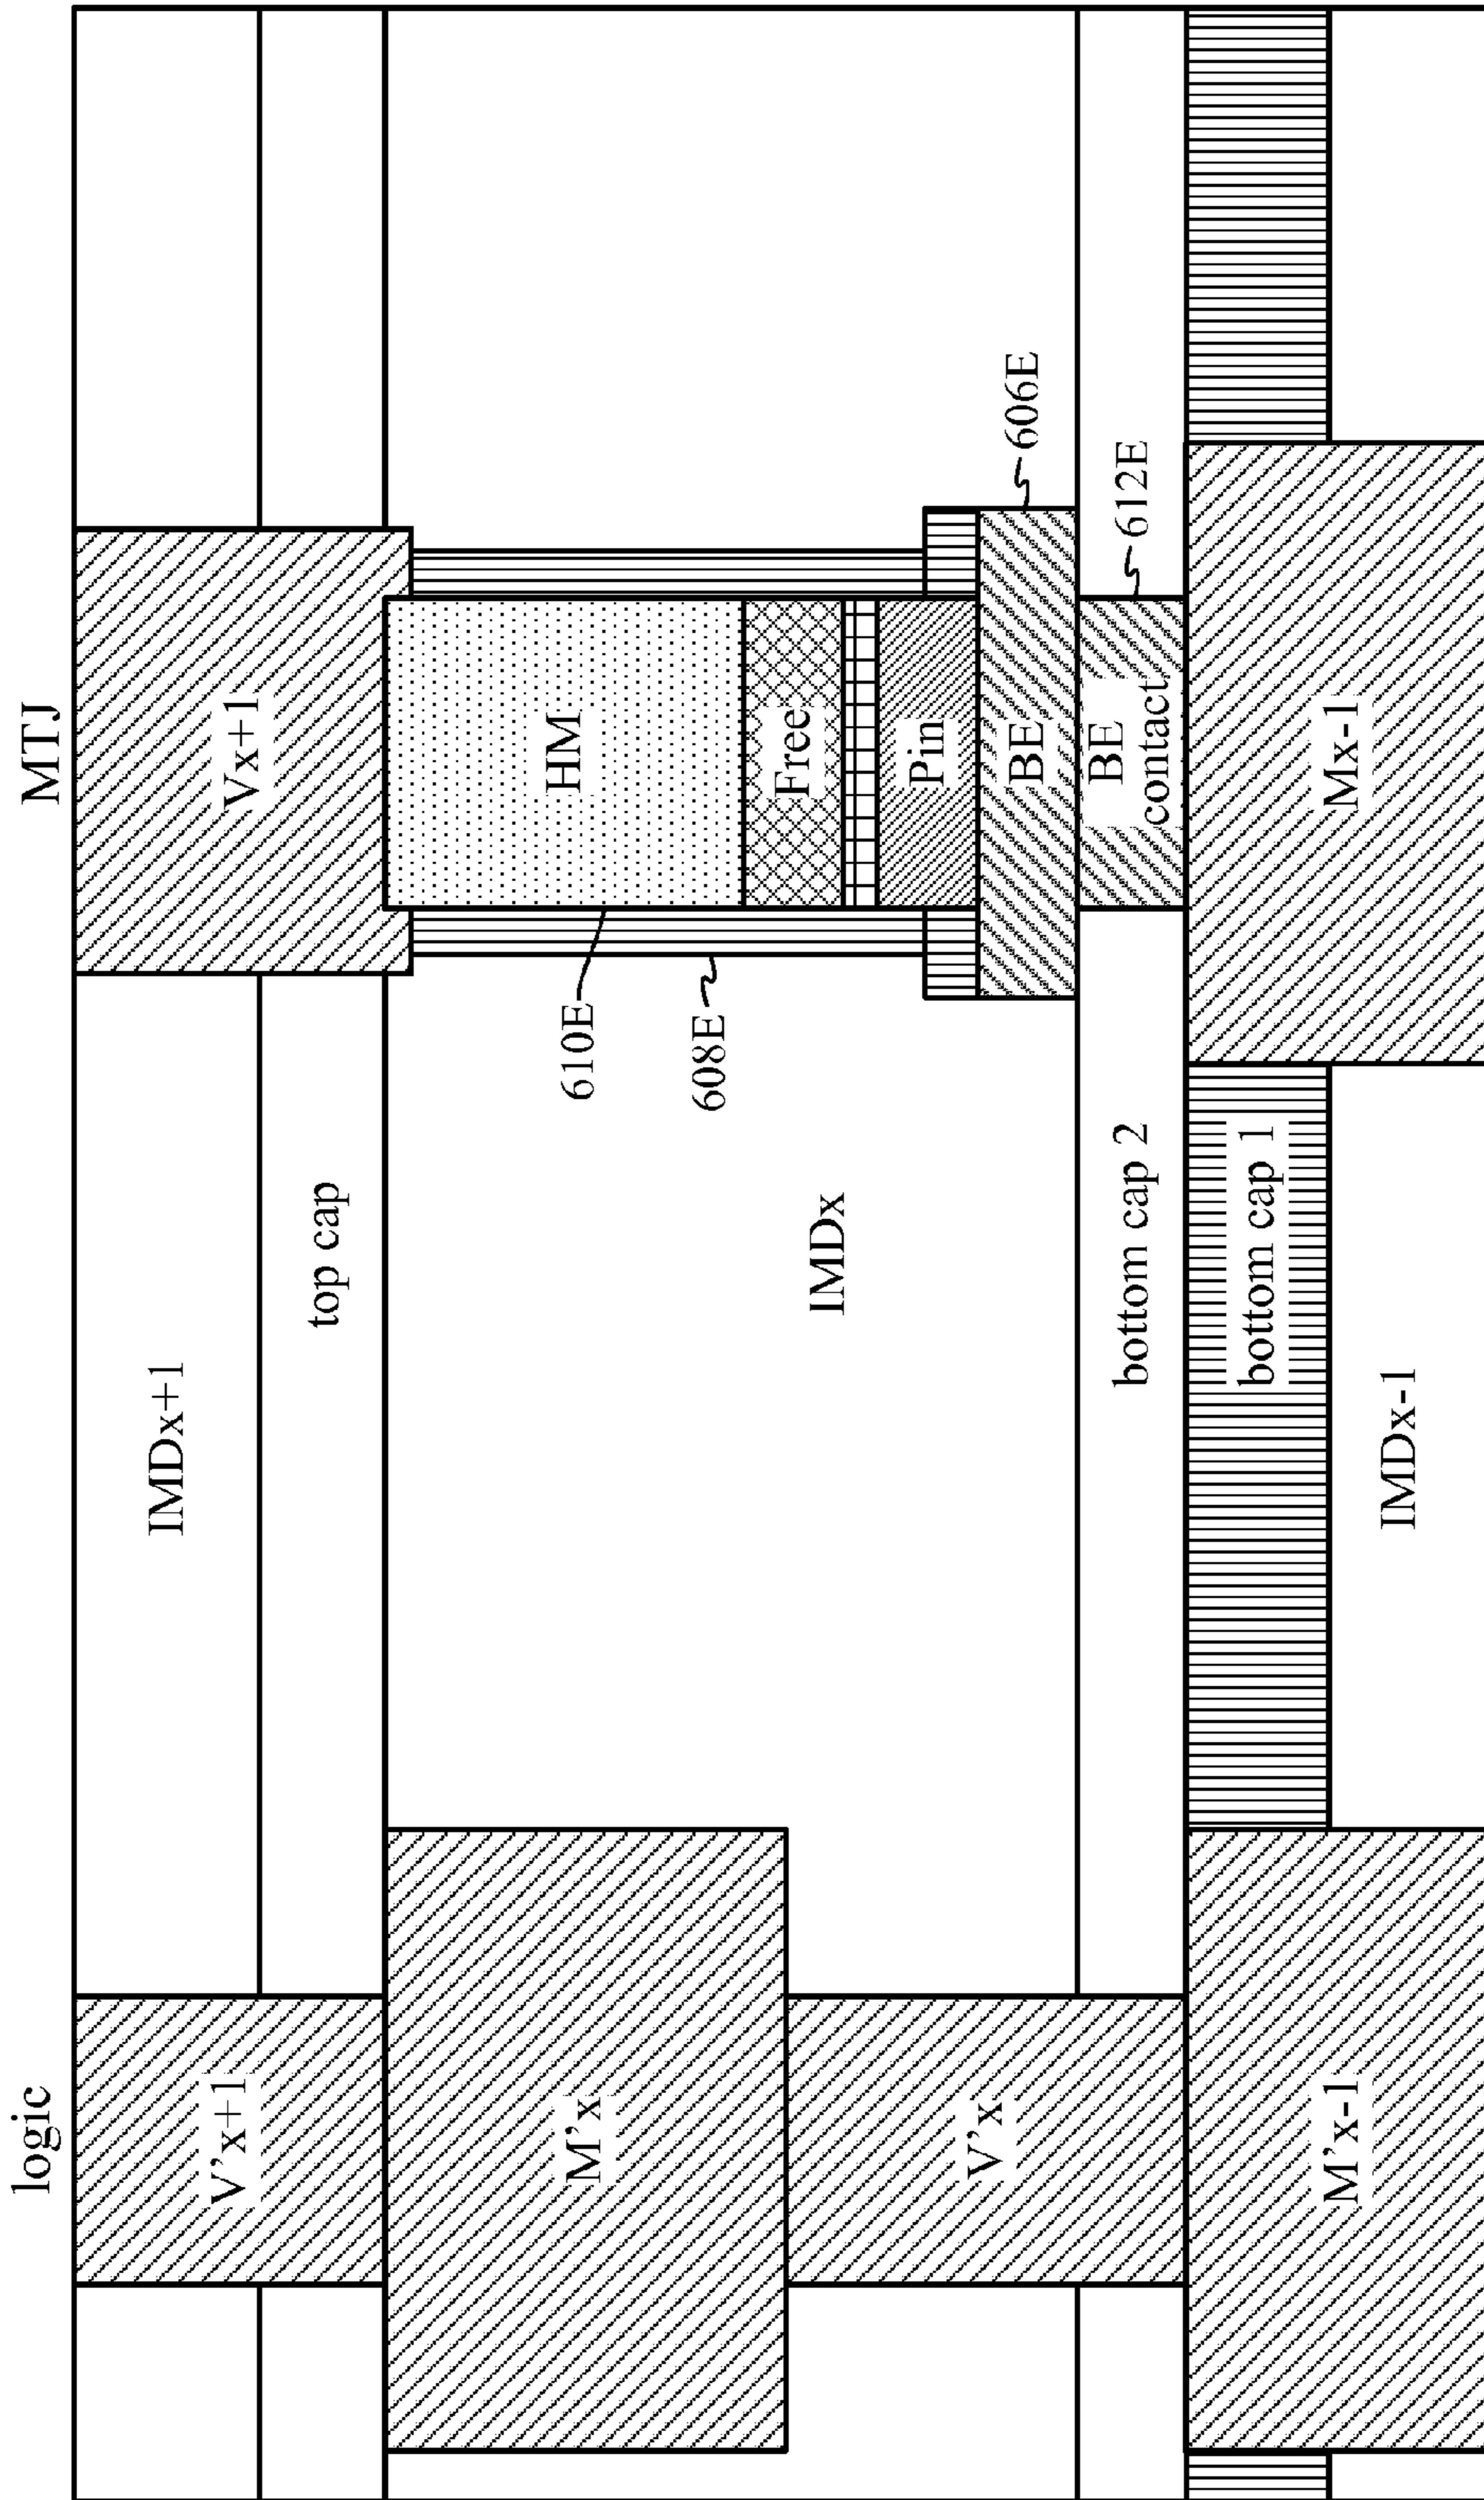 logic
MTJ
V'x+1
IMDx+1
Vx+1
top cap
M'x
610E
HM
608E
Free
IMDx
V'x
Pin
BE
606E
bottom cap 2
BE
contact
612E
bottom cap 1
M'x-1
Mx-1
IMDx-1